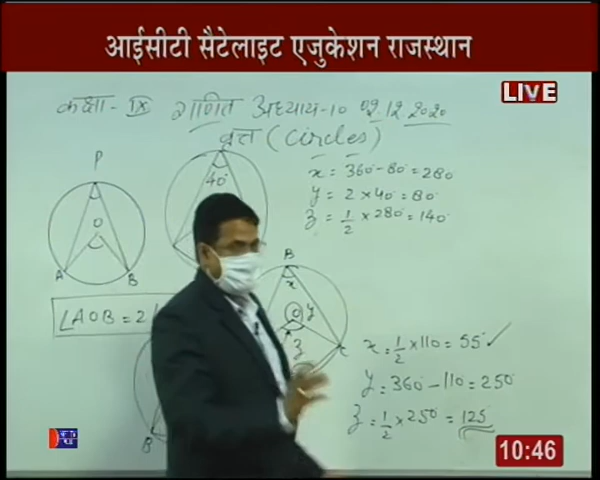 आईसीटी सैटेलाइट एजुकेशन राजस्थान
LIVE
कक्षा - IX गणित अध्याय-10 09.12.2020
वृत्त (Circles)
P
O
A B
40°
x = 360° - 80° = 280°
y = 2 × 40° = 80°
z = 1/2 × 280° = 140°
B
x
O y
z
∠AOB = 2
B
x = 1/2 × 110 = 55°
y = 360 - 110° = 250°
z = 1/2 × 250° = 125°
10:46